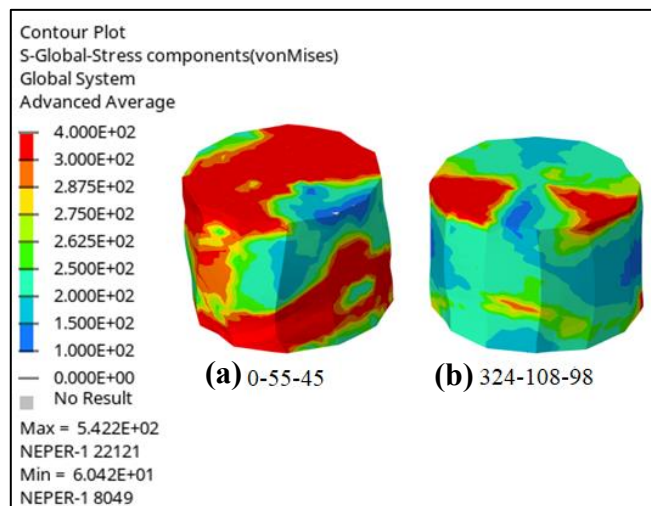 Contour Plot
S-Global-Stress components(vonMises)
Global System
Advanced Average
4.000E+02
3.000E+02
2.875E+02
2.750E+02
2.625E+02
2.000E+02
1.500E+02
1.000E+02
0.000E+00
No Result
Max = 5.422E+02
NEPER-1 22121
Min = 6.042E+01
NEPER-1 8049
(a) 0-55-45
(b) 324-108-98